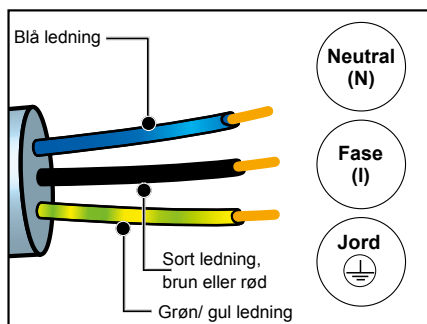 Blå ledning
Neutral
(N)
Fase
(I)
Jord
Sort ledning,
brun eller rød
Grøn/ gul ledning